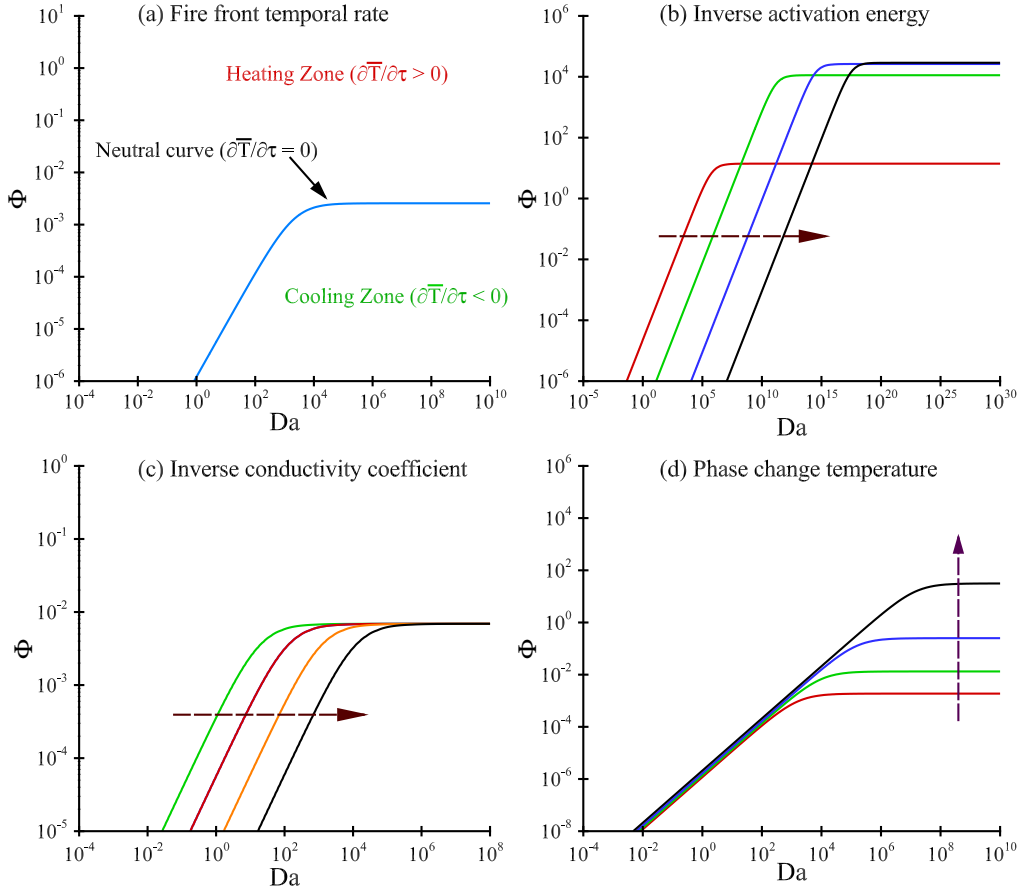 (a) Fire front temporal rate
10¹
10⁰
10⁻¹
10⁻²
10⁻³
10⁻⁴
10⁻⁵
10⁻⁶
Φ
Heating Zone (∂T̅/∂τ > 0)
Neutral curve (∂T̅/∂τ = 0)
Cooling Zone (∂T̅/∂τ < 0)
10⁻⁴ 10⁻² 10⁰ 10² 10⁴ 10⁶ 10⁸ 10¹⁰
Da
(b) Inverse activation energy
10⁶
10⁴
10²
10⁰
10⁻²
10⁻⁴
10⁻⁶
Φ
10⁻⁵ 10⁰ 10⁵ 10¹⁰ 10¹⁵ 10²⁰ 10²⁵ 10³⁰
Da
(c) Inverse conductivity coefficient
10⁰
10⁻¹
10⁻²
10⁻³
10⁻⁴
10⁻⁵
Φ
10⁻⁴ 10⁻² 10⁰ 10² 10⁴ 10⁶ 10⁸
Da
(d) Phase change temperature
10⁶
10⁴
10²
10⁰
10⁻²
10⁻⁴
10⁻⁶
10⁻⁸
Φ
10⁻⁴ 10⁻² 10⁰ 10² 10⁴ 10⁶ 10⁸ 10¹⁰
Da